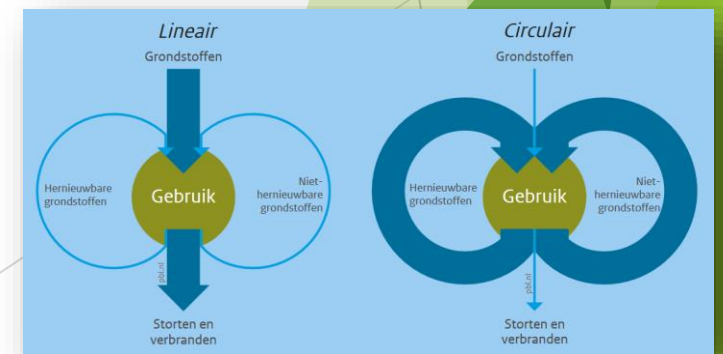 Lineair
Grondstoffen
Hernieuwbare
grondstoffen
Gebruik
Niet-
hernieuwbare
grondstoffen
pbl.nl
Storten en
verbranden
Circulair
Grondstoffen
Hernieuwbare
grondstoffen
Gebruik
Niet-
hernieuwbare
grondstoffen
pbl.nl
Storten en
verbranden